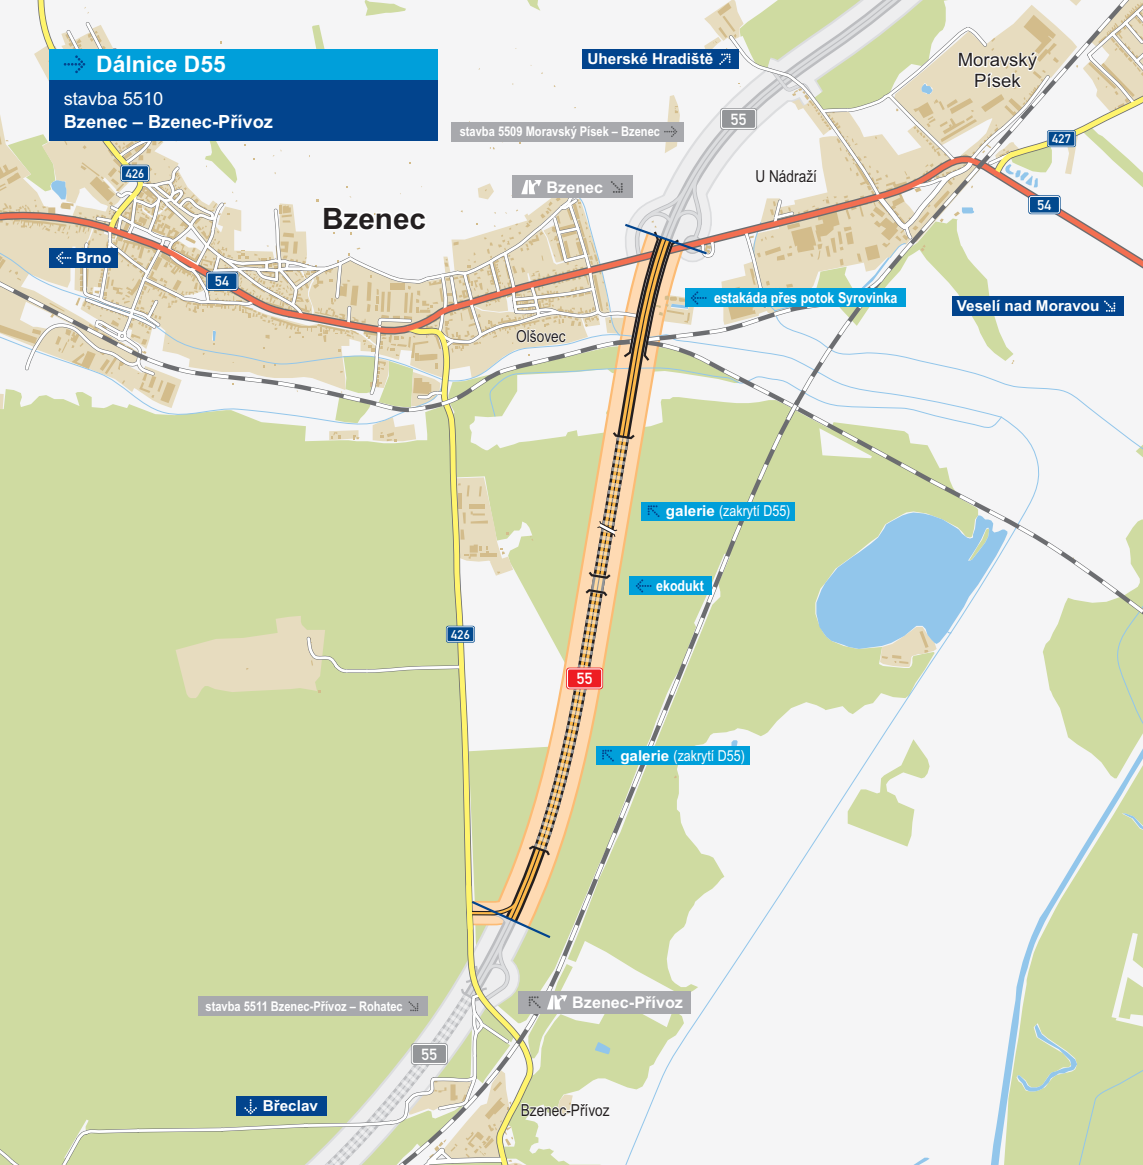 Dálnice D55
stavba 5510
Bzenec – Bzenec-Přívoz
Uherské Hradiště
Moravský
Písek
stavba 5509 Moravský Písek – Bzenec
55
427
426
U Nádraží
Bzenec
54
Bzenec
Brno
54
estakáda přes potok Syrovinka
Veselí nad Moravou
Olšovec
galerie (zakrytí D55)
ekodukt
426
55
galerie (zakrytí D55)
stavba 5511 Bzenec-Přívoz – Rohatec
Bzenec-Přívoz
55
Břeclav
Bzenec-Přívoz